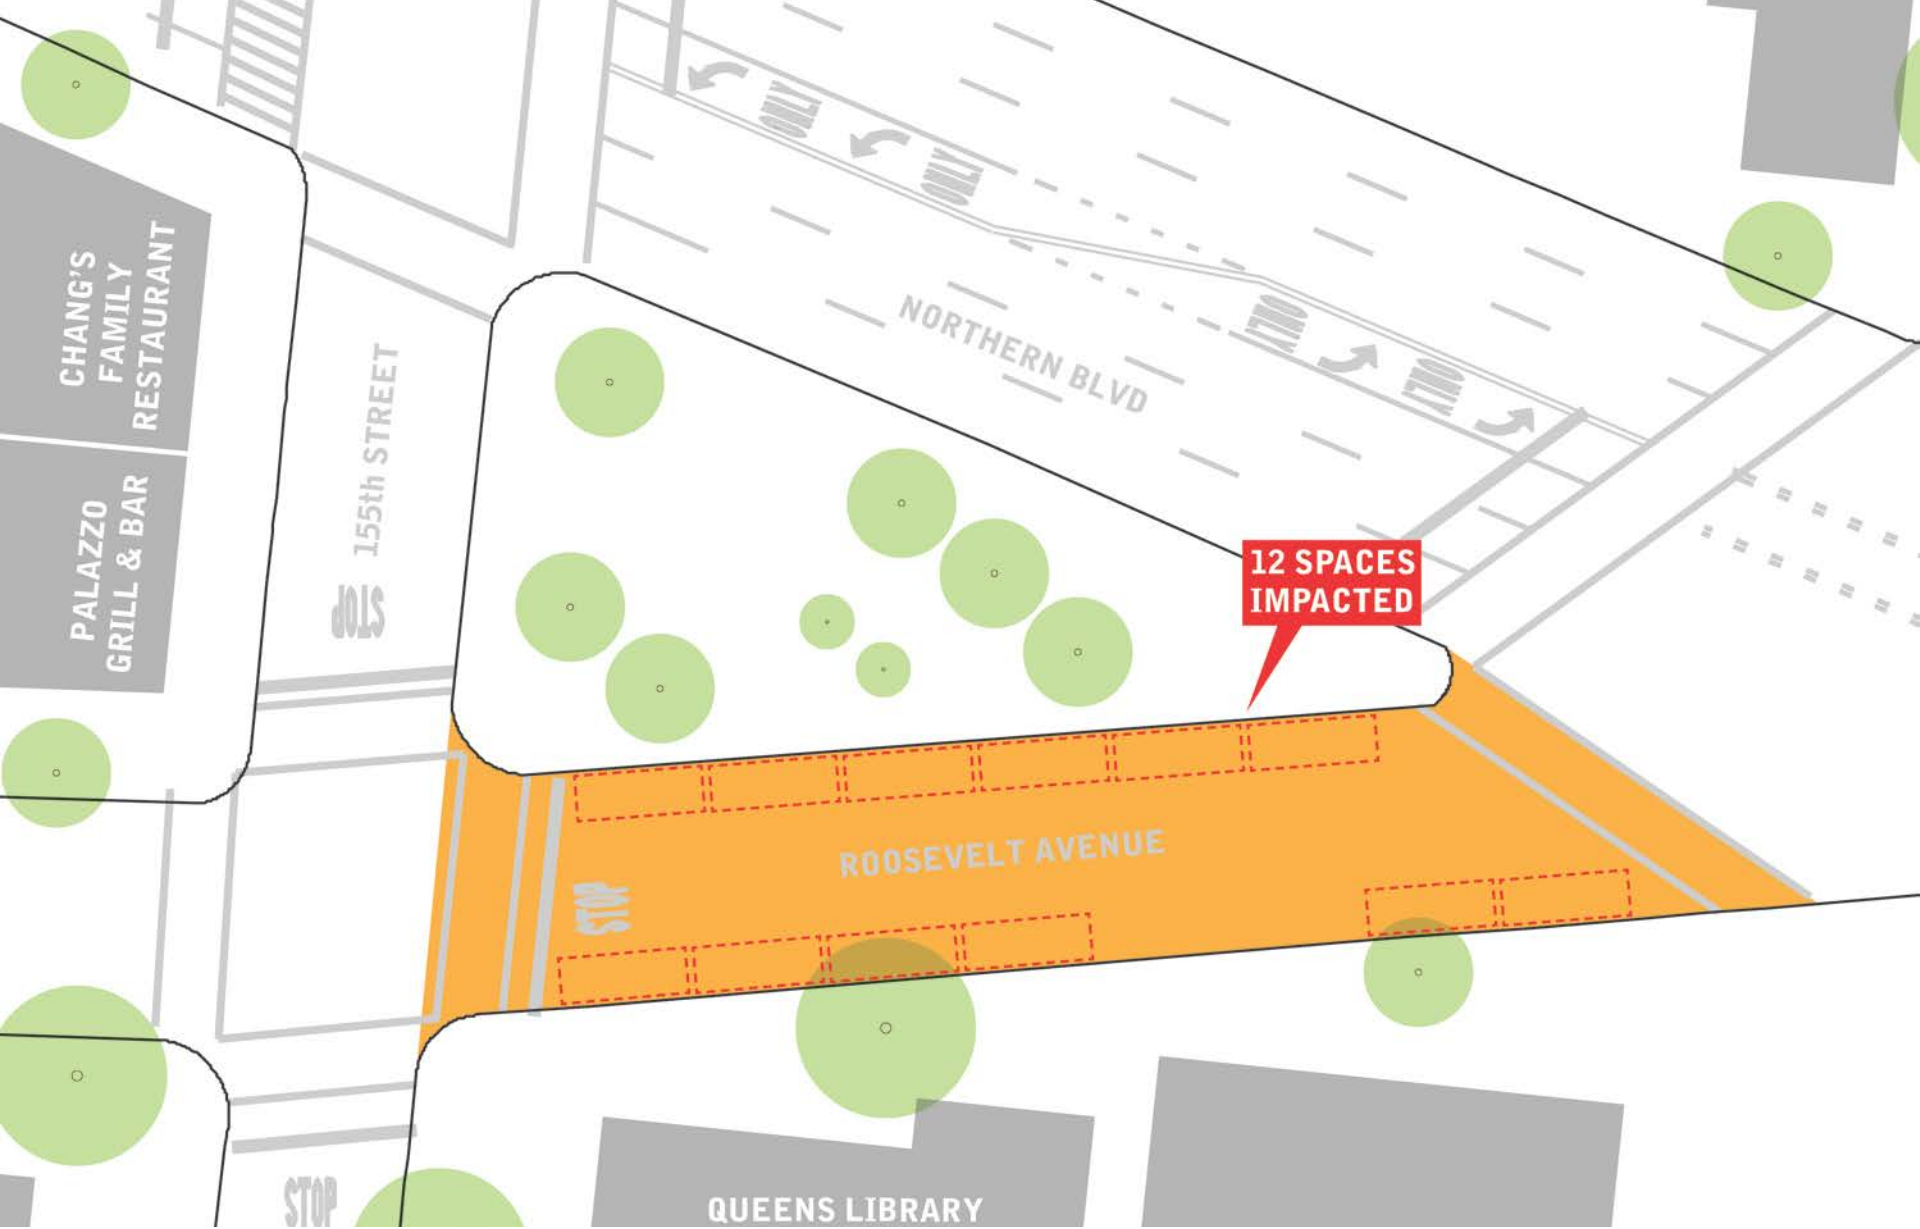 ONLY
ONLY
CHANG'S
FAMILY
RESTAURANT
NORTHERN BLVD
ONLY
ONLY
155th STREET
PALAZZO
GRILL & BAR
STOP
12 SPACES
IMPACTED
ROOSEVELT AVENUE
STOP
STOP
QUEENS LIBRARY